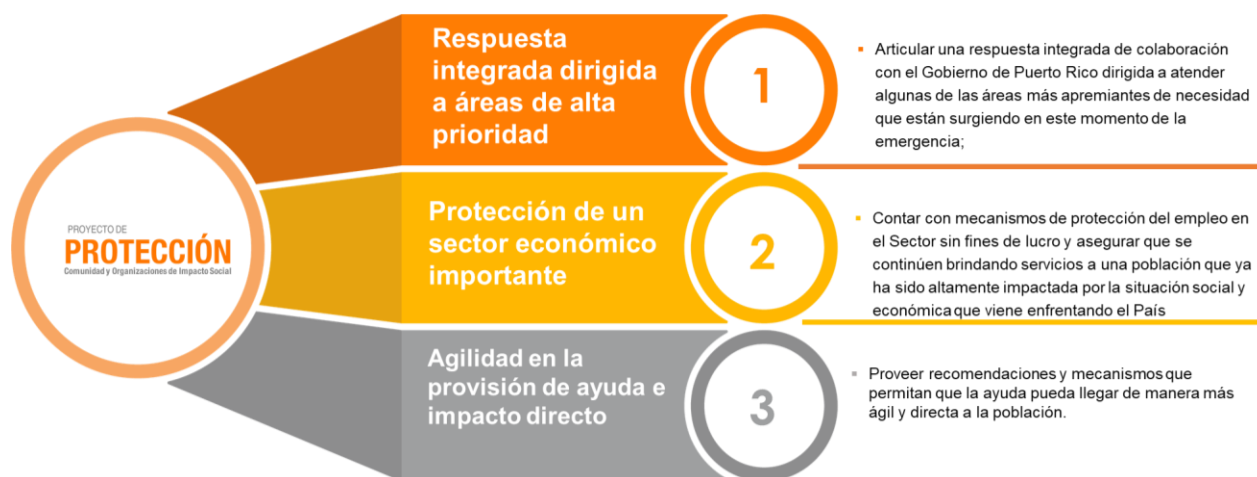 PROYECTO DE
PROTECCIÓN
Comunidad y Organizaciones de Impacto Social
Respuesta
integrada dirigida
a áreas de alta
prioridad
1
▪ Articular una respuesta integrada de colaboración
con el Gobierno de Puerto Rico dirigida a atender
algunas de las áreas más apremiantes de necesidad
que están surgiendo en este momento de la
emergencia;
Protección de un
sector económico
importante
2
▪ Contar con mecanismos de protección del empleo en
el Sector sin fines de lucro y asegurar que se
continúen brindando servicios a una población que ya
ha sido altamente impactada por la situación social y
económica que viene enfrentando el País
Agilidad en la
provisión de ayuda e
impacto directo
3
▪ Proveer recomendaciones y mecanismos que
permitan que la ayuda pueda llegar de manera más
ágil y directa a la población.